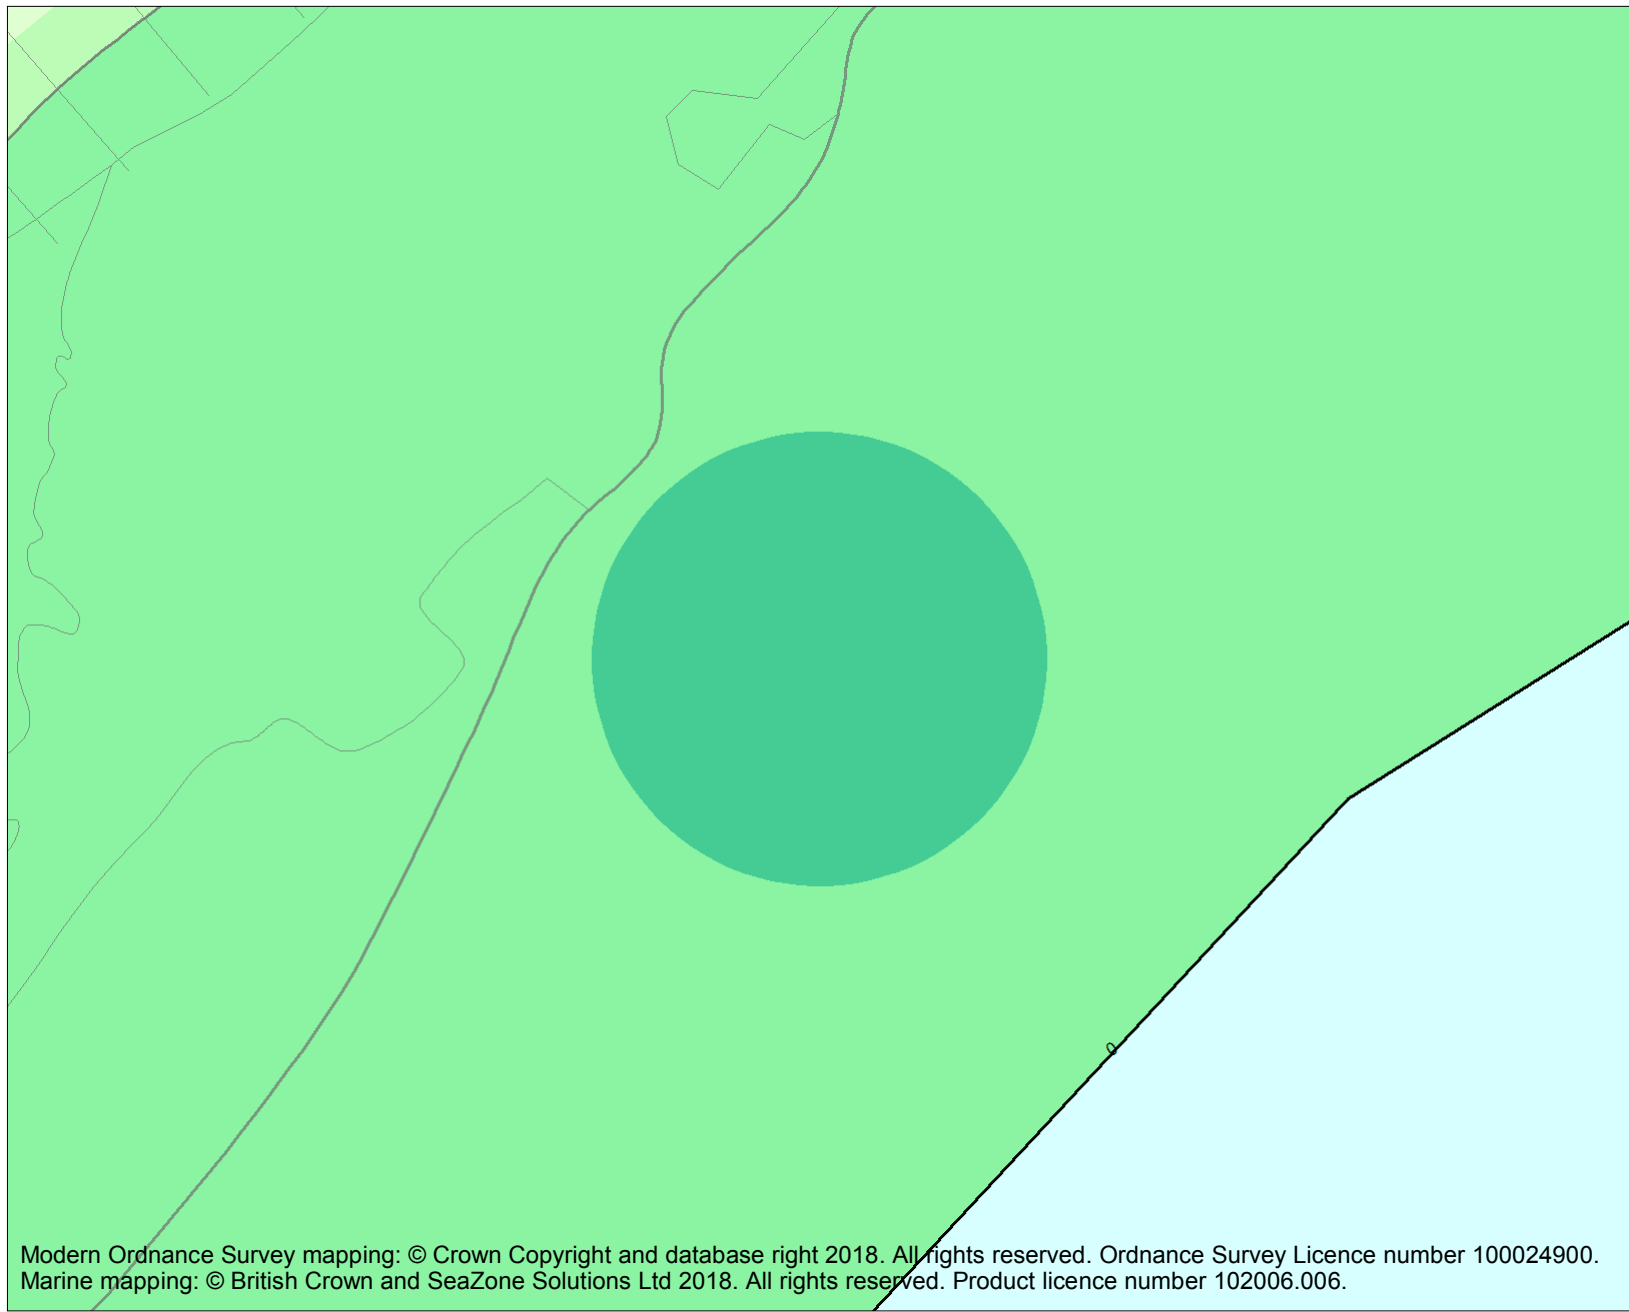 0
Modern Ordnance Survey mapping: © Crown Copyright and database right 2018. All rights reserved. Ordnance Survey Licence number 100024900.
Marine mapping: © British Crown and SeaZone Solutions Ltd 2018. All rights reserved. Product licence number 102006.006.